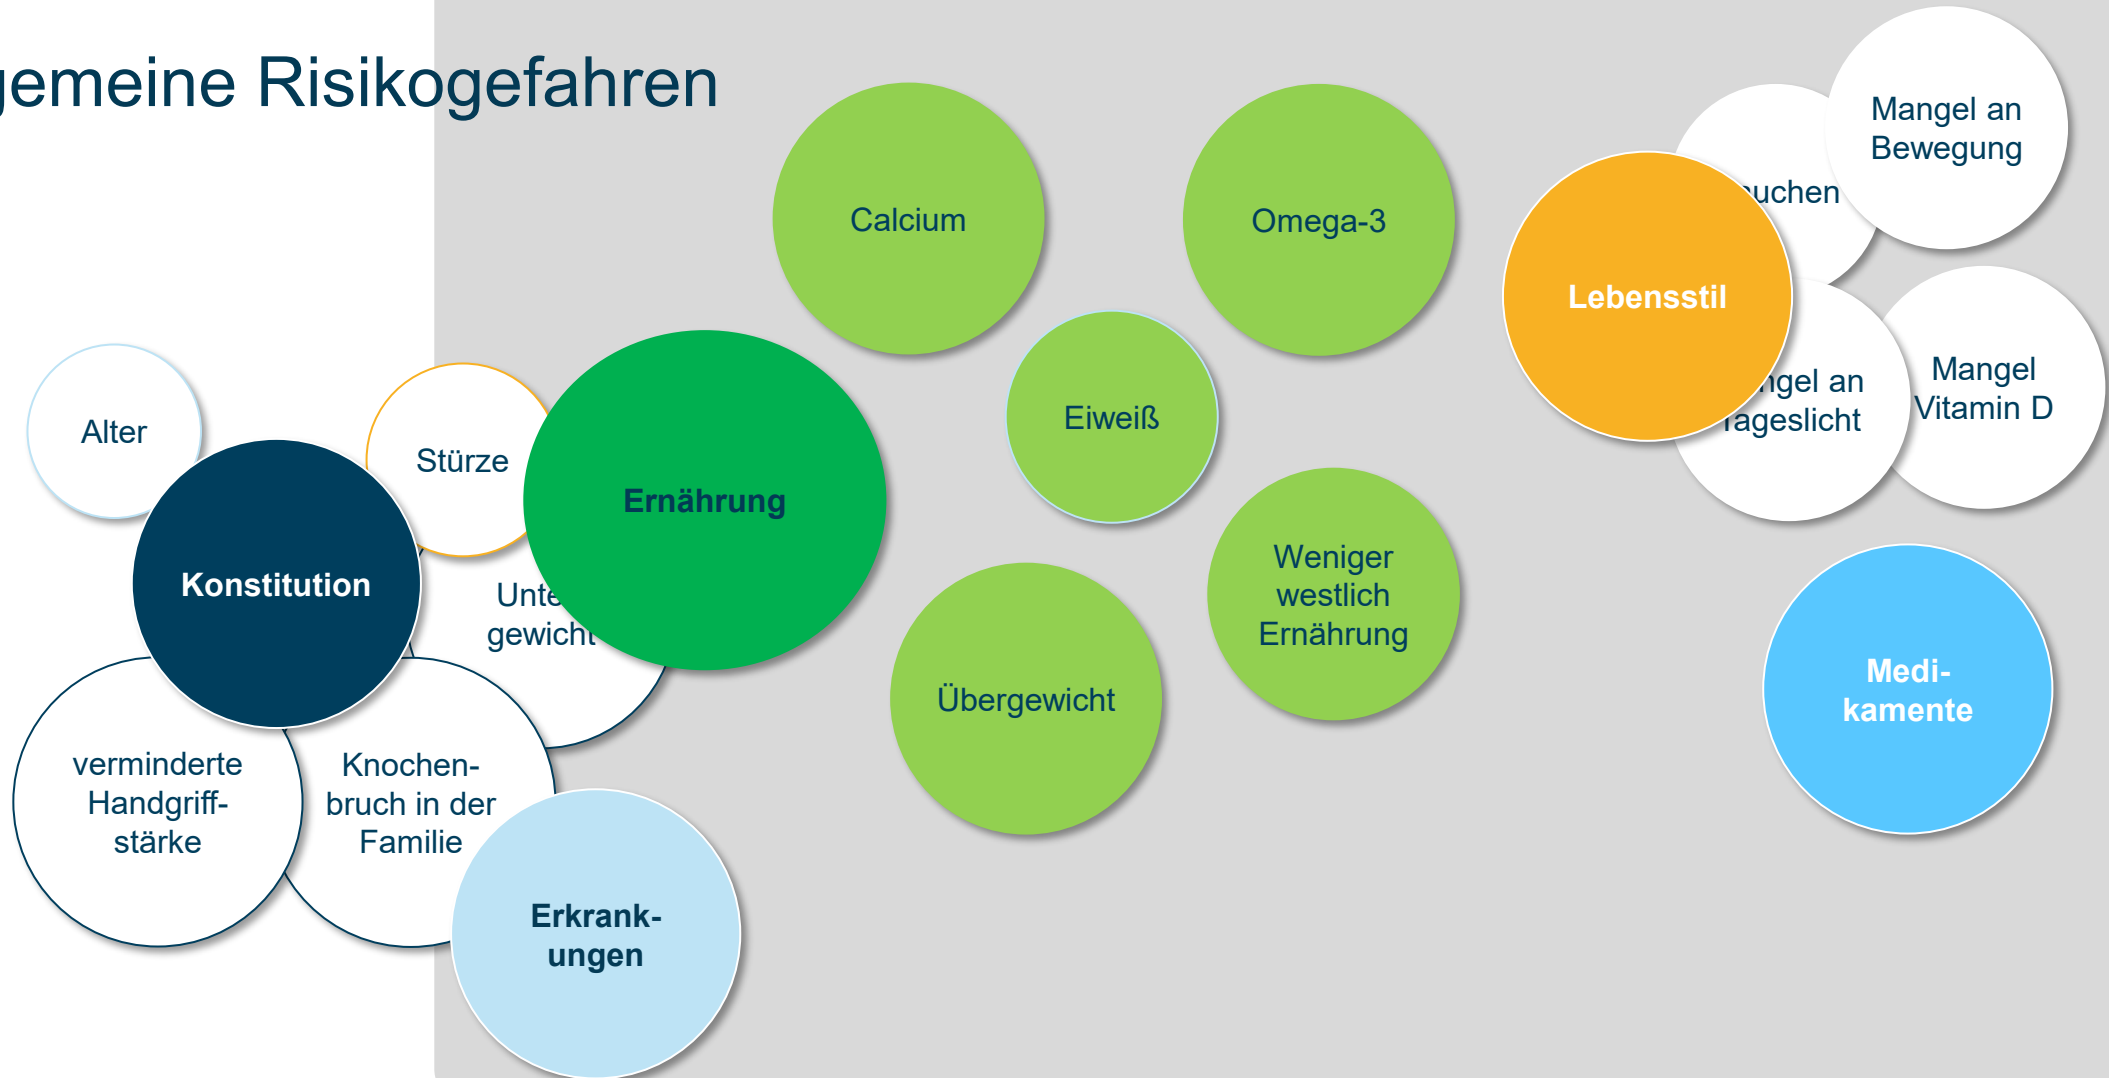 gemeine Risikogefahren
Calcium
Omega-3
Mangel an
Bewegung
uchen
Lebensstil
ngel an
Tageslicht
Mangel
Vitamin D
Alter
Stürze
Ernährung
Eiweiß
Konstitution
Unte
gewicht
Weniger
westlich
Ernährung
Übergewicht
Medi-
kamente
verminderte
Handgriff-
stärke
Knochen-
bruch in der
Familie
Erkrank-
ungen